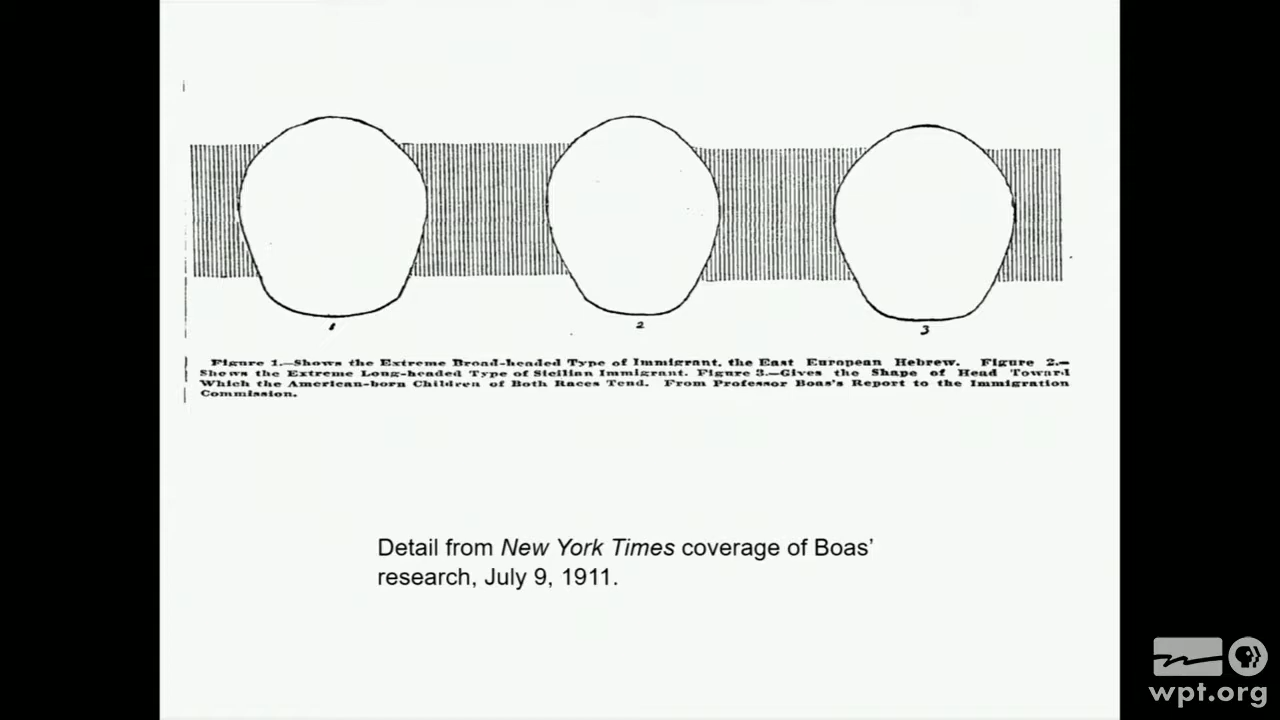 1
2
3
Figure 1.—Shows the Extreme Broad-headed Type of Immigrant, the East European Hebrew. Figure 2.—
Shows the Extreme Long-headed Type of Sicilian Immigrant. Figure 3.—Gives the Shape of Head Toward
Which the American-born Children of Both Races Tend. From Professor Boas's Report to the Immigration
Commission.
Detail from New York Times coverage of Boas’
research, July 9, 1911.
wpt.org